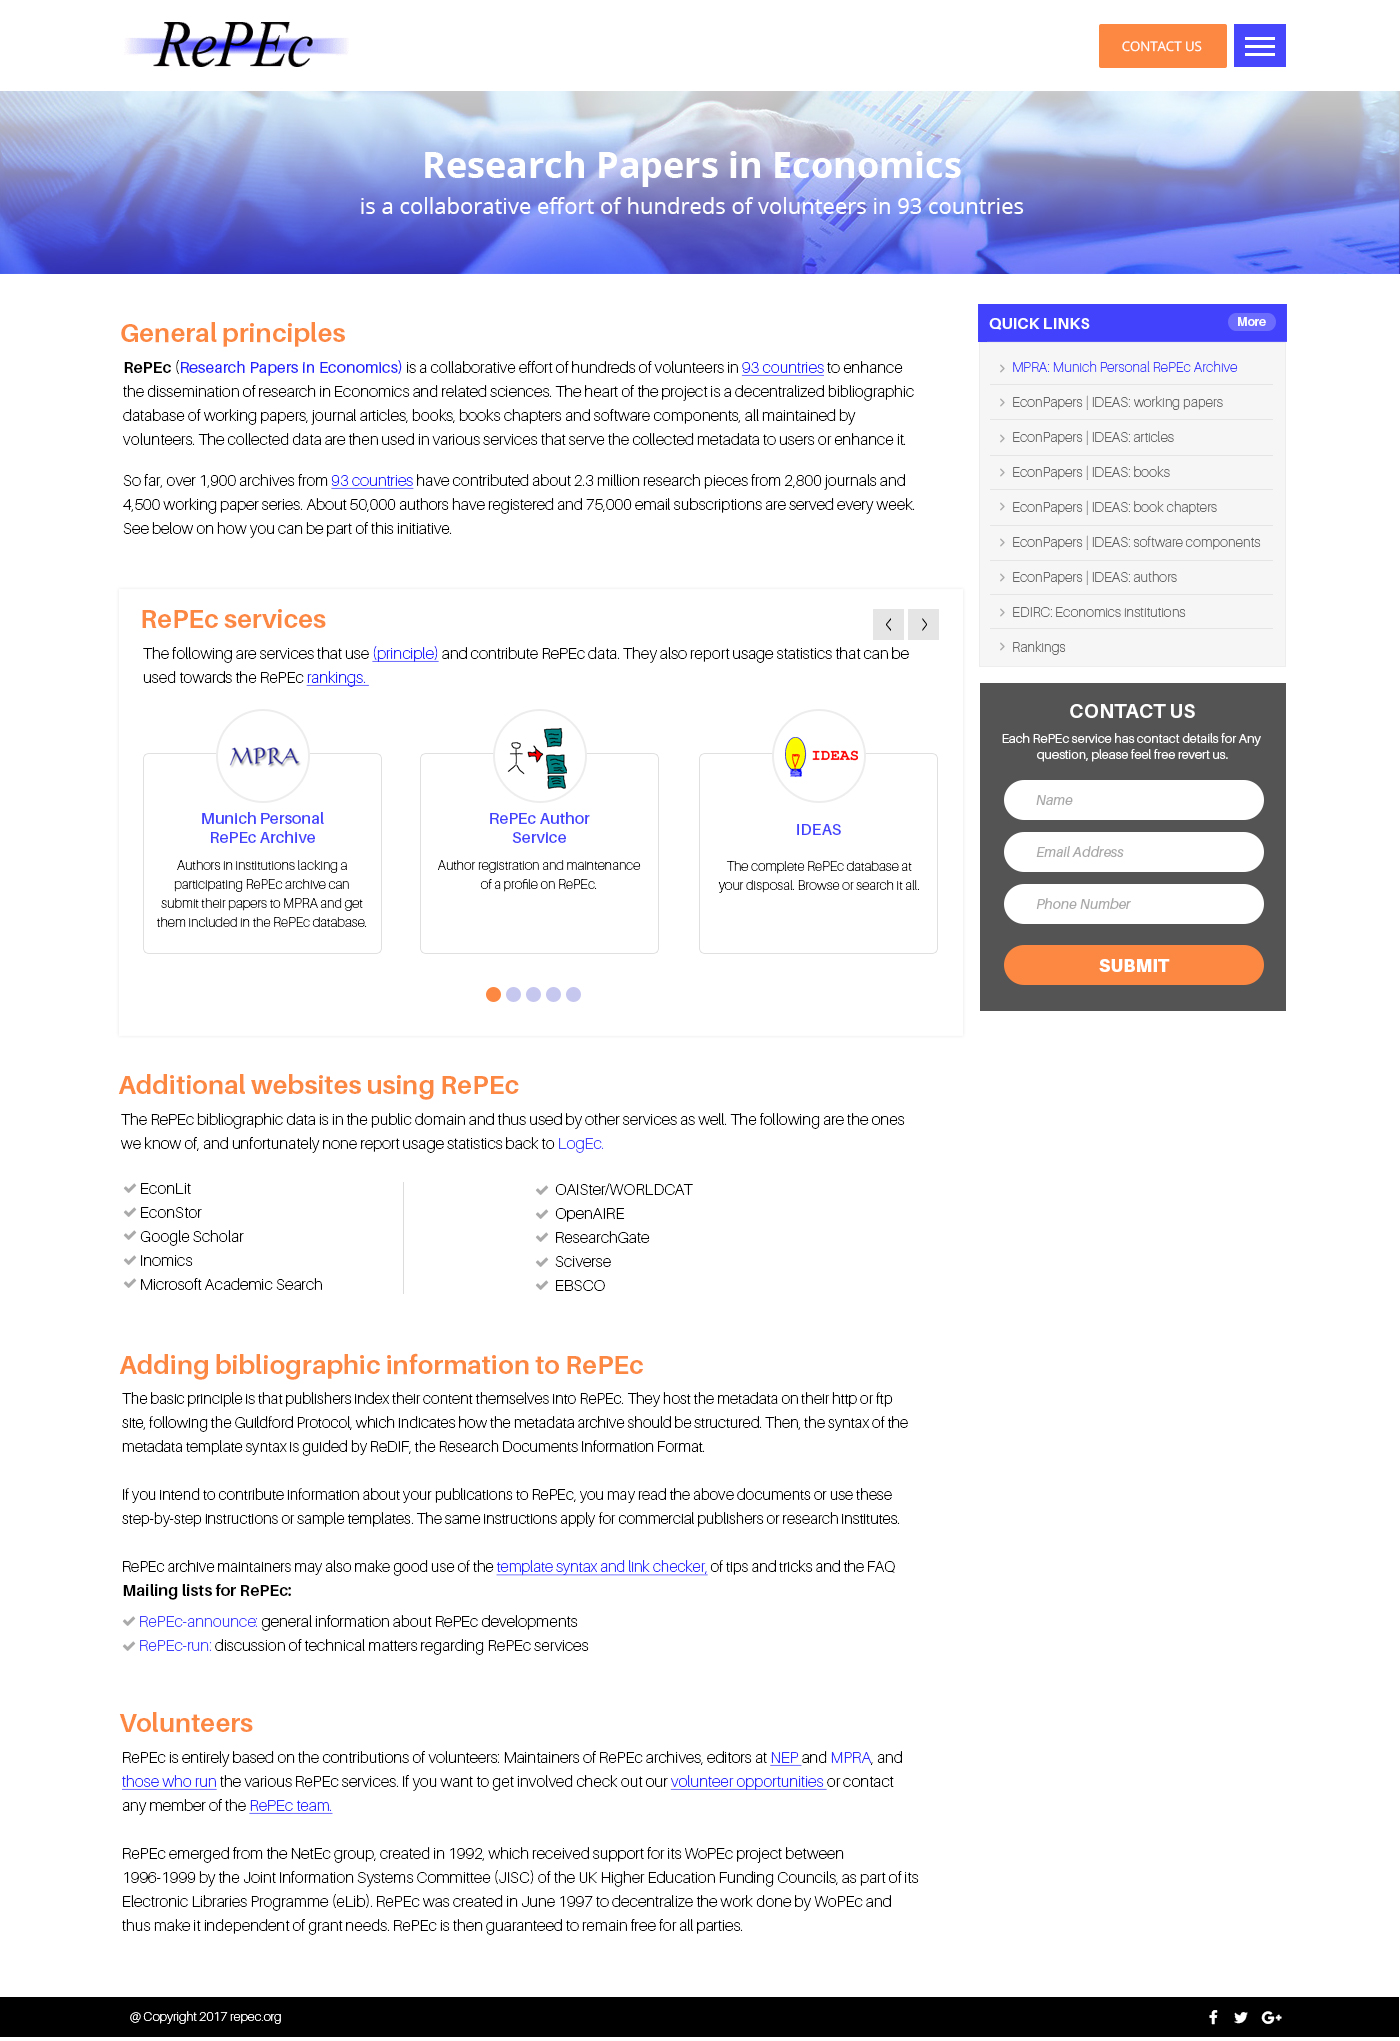 RePEc
CONTACT US
Research Papers in Economics
is a collaborative effort of hundreds of volunteers in 93 countries
General principles
RePEc (Research Papers in Economics) is a collaborative effort of hundreds of volunteers in 93 countries to enhance
the dissemination of research in Economics and related sciences. The heart of the project is a decentralized bibliographic
database of working papers, journal articles, books, books chapters and software components, all maintained by
volunteers. The collected data are then used in various services that serve the collected metadata to users or enhance it.
So far, over 1,900 archives from 93 countries have contributed about 2.3 million research pieces from 2,800 journals and
4,500 working paper series. About 50,000 authors have registered and 75,000 email subscriptions are served every week.
See below on how you can be part of this initiative.
QUICK LINKS
More
MPRA: Munich Personal RePEc Archive
EconPapers | IDEAS: working papers
EconPapers | IDEAS: articles
EconPapers | IDEAS: books
EconPapers | IDEAS: book chapters
EconPapers | IDEAS: software components
EconPapers | IDEAS: authors
EDIRC: Economics institutions
Rankings
RePEc services
The following are services that use (principle) and contribute RePEc data. They also report usage statistics that can be
used towards the RePEc rankings.
MPRA
Munich Personal
RePEc Archive
Authors in institutions lacking a
participating RePEc archive can
submit their papers to MPRA and get
them included in the RePEc database.
RePEc Author
Service
Author registration and maintenance
of a profile on RePEc.
IDEAS
IDEAS
The complete RePEc database at
your disposal. Browse or search it all.
CONTACT US
Each RePEc service has contact details for Any
question, please feel free revert us.
Name
Email Address
Phone Number
SUBMIT
Additional websites using RePEc
The RePEc bibliographic data is in the public domain and thus used by other services as well. The following are the ones
we know of, and unfortunately none report usage statistics back to LogEc.
EconLit
EconStor
Google Scholar
Inomics
Microsoft Academic Search
OAISter/WORLDCAT
OpenAIRE
ResearchGate
Sciverse
EBSCO
Adding bibliographic information to RePEc
The basic principle is that publishers index their content themselves into RePEc. They host the metadata on their http or ftp
site, following the Guildford Protocol, which indicates how the metadata archive should be structured. Then, the syntax of the
metadata template syntax is guided by ReDIF, the Research Documents Information Format.
If you intend to contribute information about your publications to RePEc, you may read the above documents or use these
step-by-step instructions or sample templates. The same instructions apply for commercial publishers or research institutes.
RePEc archive maintainers may also make good use of the template syntax and link checker, of tips and tricks and the FAQ
Mailing lists for RePEc:
RePEc-announce: general information about RePEc developments
RePEc-run: discussion of technical matters regarding RePEc services
Volunteers
RePEc is entirely based on the contributions of volunteers: Maintainers of RePEc archives, editors at NEP and MPRA, and
those who run the various RePEc services. If you want to get involved check out our volunteer opportunities or contact
any member of the RePEc team.
RePEc emerged from the NetEc group, created in 1992, which received support for its WoPEc project between
1996-1999 by the Joint Information Systems Committee (JISC) of the UK Higher Education Funding Councils, as part of its
Electronic Libraries Programme (eLib). RePEc was created in June 1997 to decentralize the work done by WoPEc and
thus make it independent of grant needs. RePEc is then guaranteed to remain free for all parties.
@ Copyright 2017 repec.org